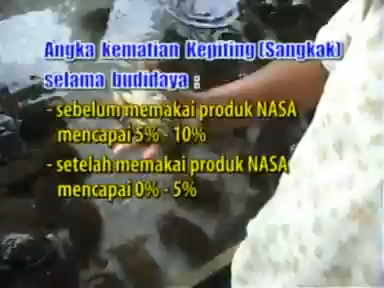 Angka kematian Kepiting (Sangkak)
selama budidaya :
- sebelum memakai produk NASA
mencapai 5% - 10%
- setelah memakai produk NASA
mencapai 0% - 5%